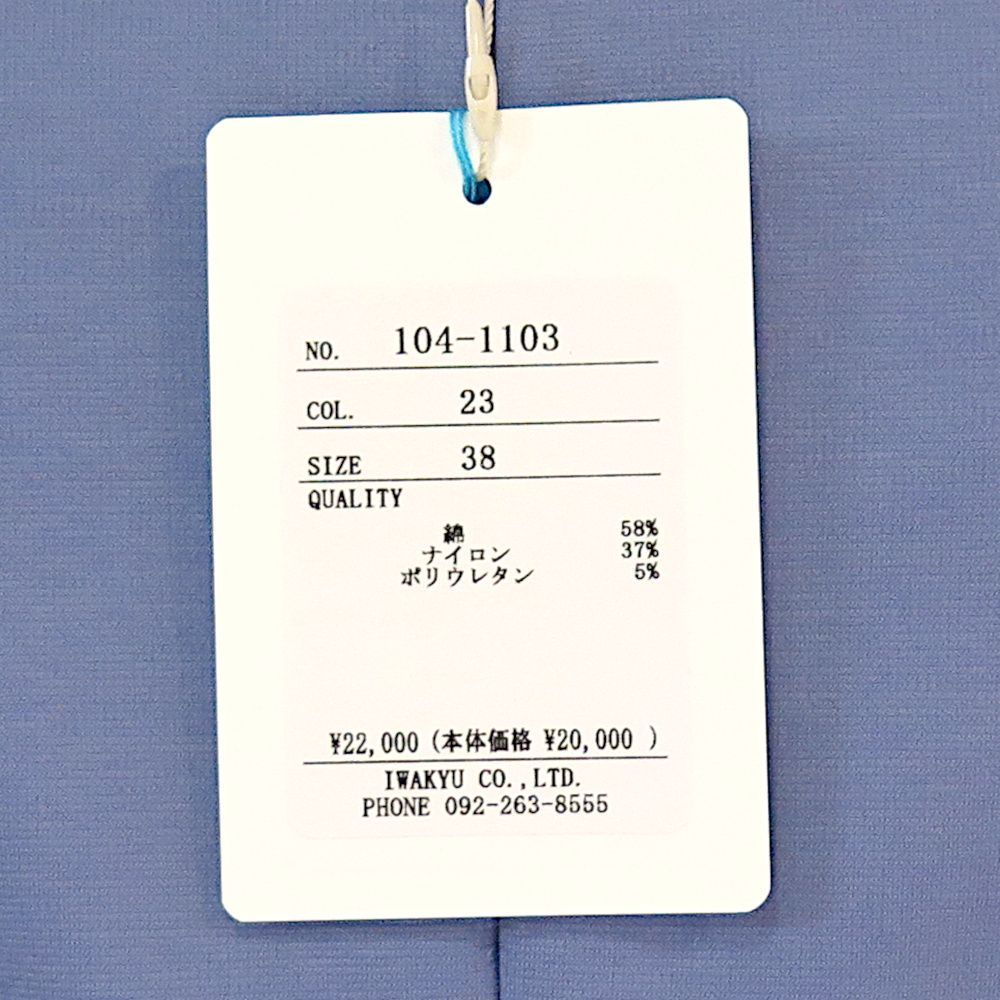 NO. 104-1103
COL. 23
SIZE 38
QUALITY
綿 58%
ナイロン 37%
ポリウレタン 5%
¥22,000 (本体価格 ¥20,000 )
IWAKYU CO.,LTD.
PHONE 092-263-8555